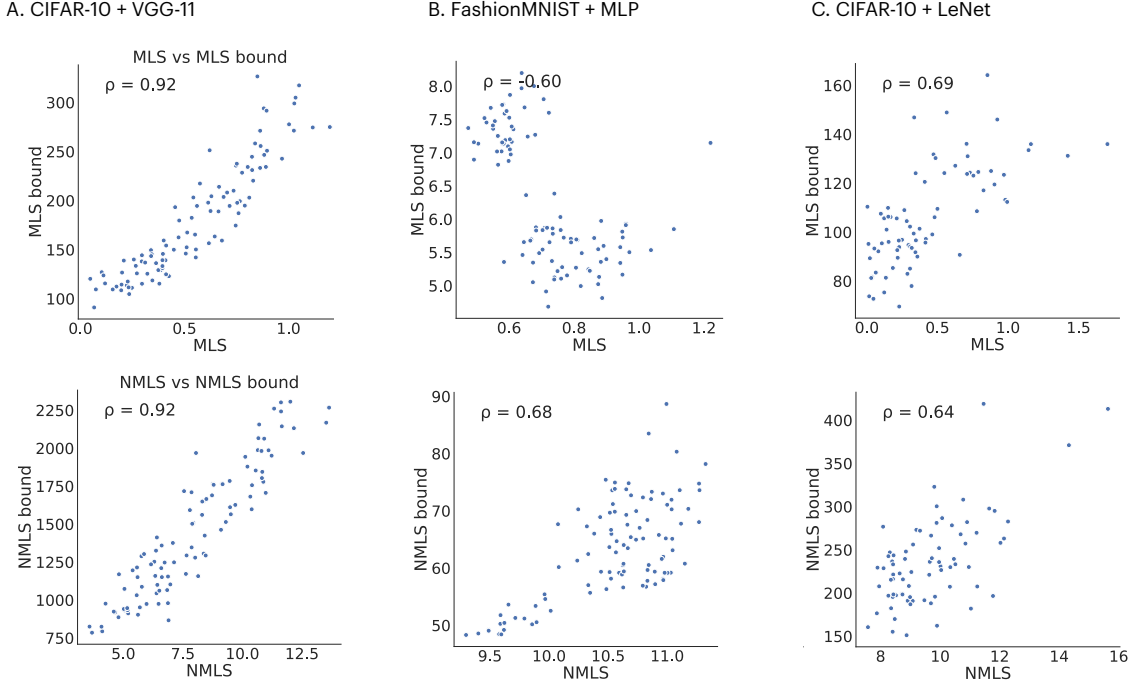 A. CIFAR-10 + VGG-11
B. FashionMNIST + MLP
C. CIFAR-10 + LeNet
MLS vs MLS bound
ρ = 0.92
MLS bound
300
250
200
150
100
0.0 0.5 1.0
MLS
ρ = -0.60
MLS bound
8.0
7.5
7.0
6.5
6.0
5.5
5.0
0.6 0.8 1.0 1.2
MLS
ρ = 0.69
MLS bound
160
140
120
100
80
0.0 0.5 1.0 1.5
MLS
NMLS vs NMLS bound
ρ = 0.92
NMLS bound
2250
2000
1750
1500
1250
1000
750
5.0 7.5 10.0 12.5
NMLS
ρ = 0.68
NMLS bound
90
80
70
60
50
9.5 10.0 10.5 11.0
NMLS
ρ = 0.64
NMLS bound
400
350
300
250
200
150
8 10 12 14 16
NMLS